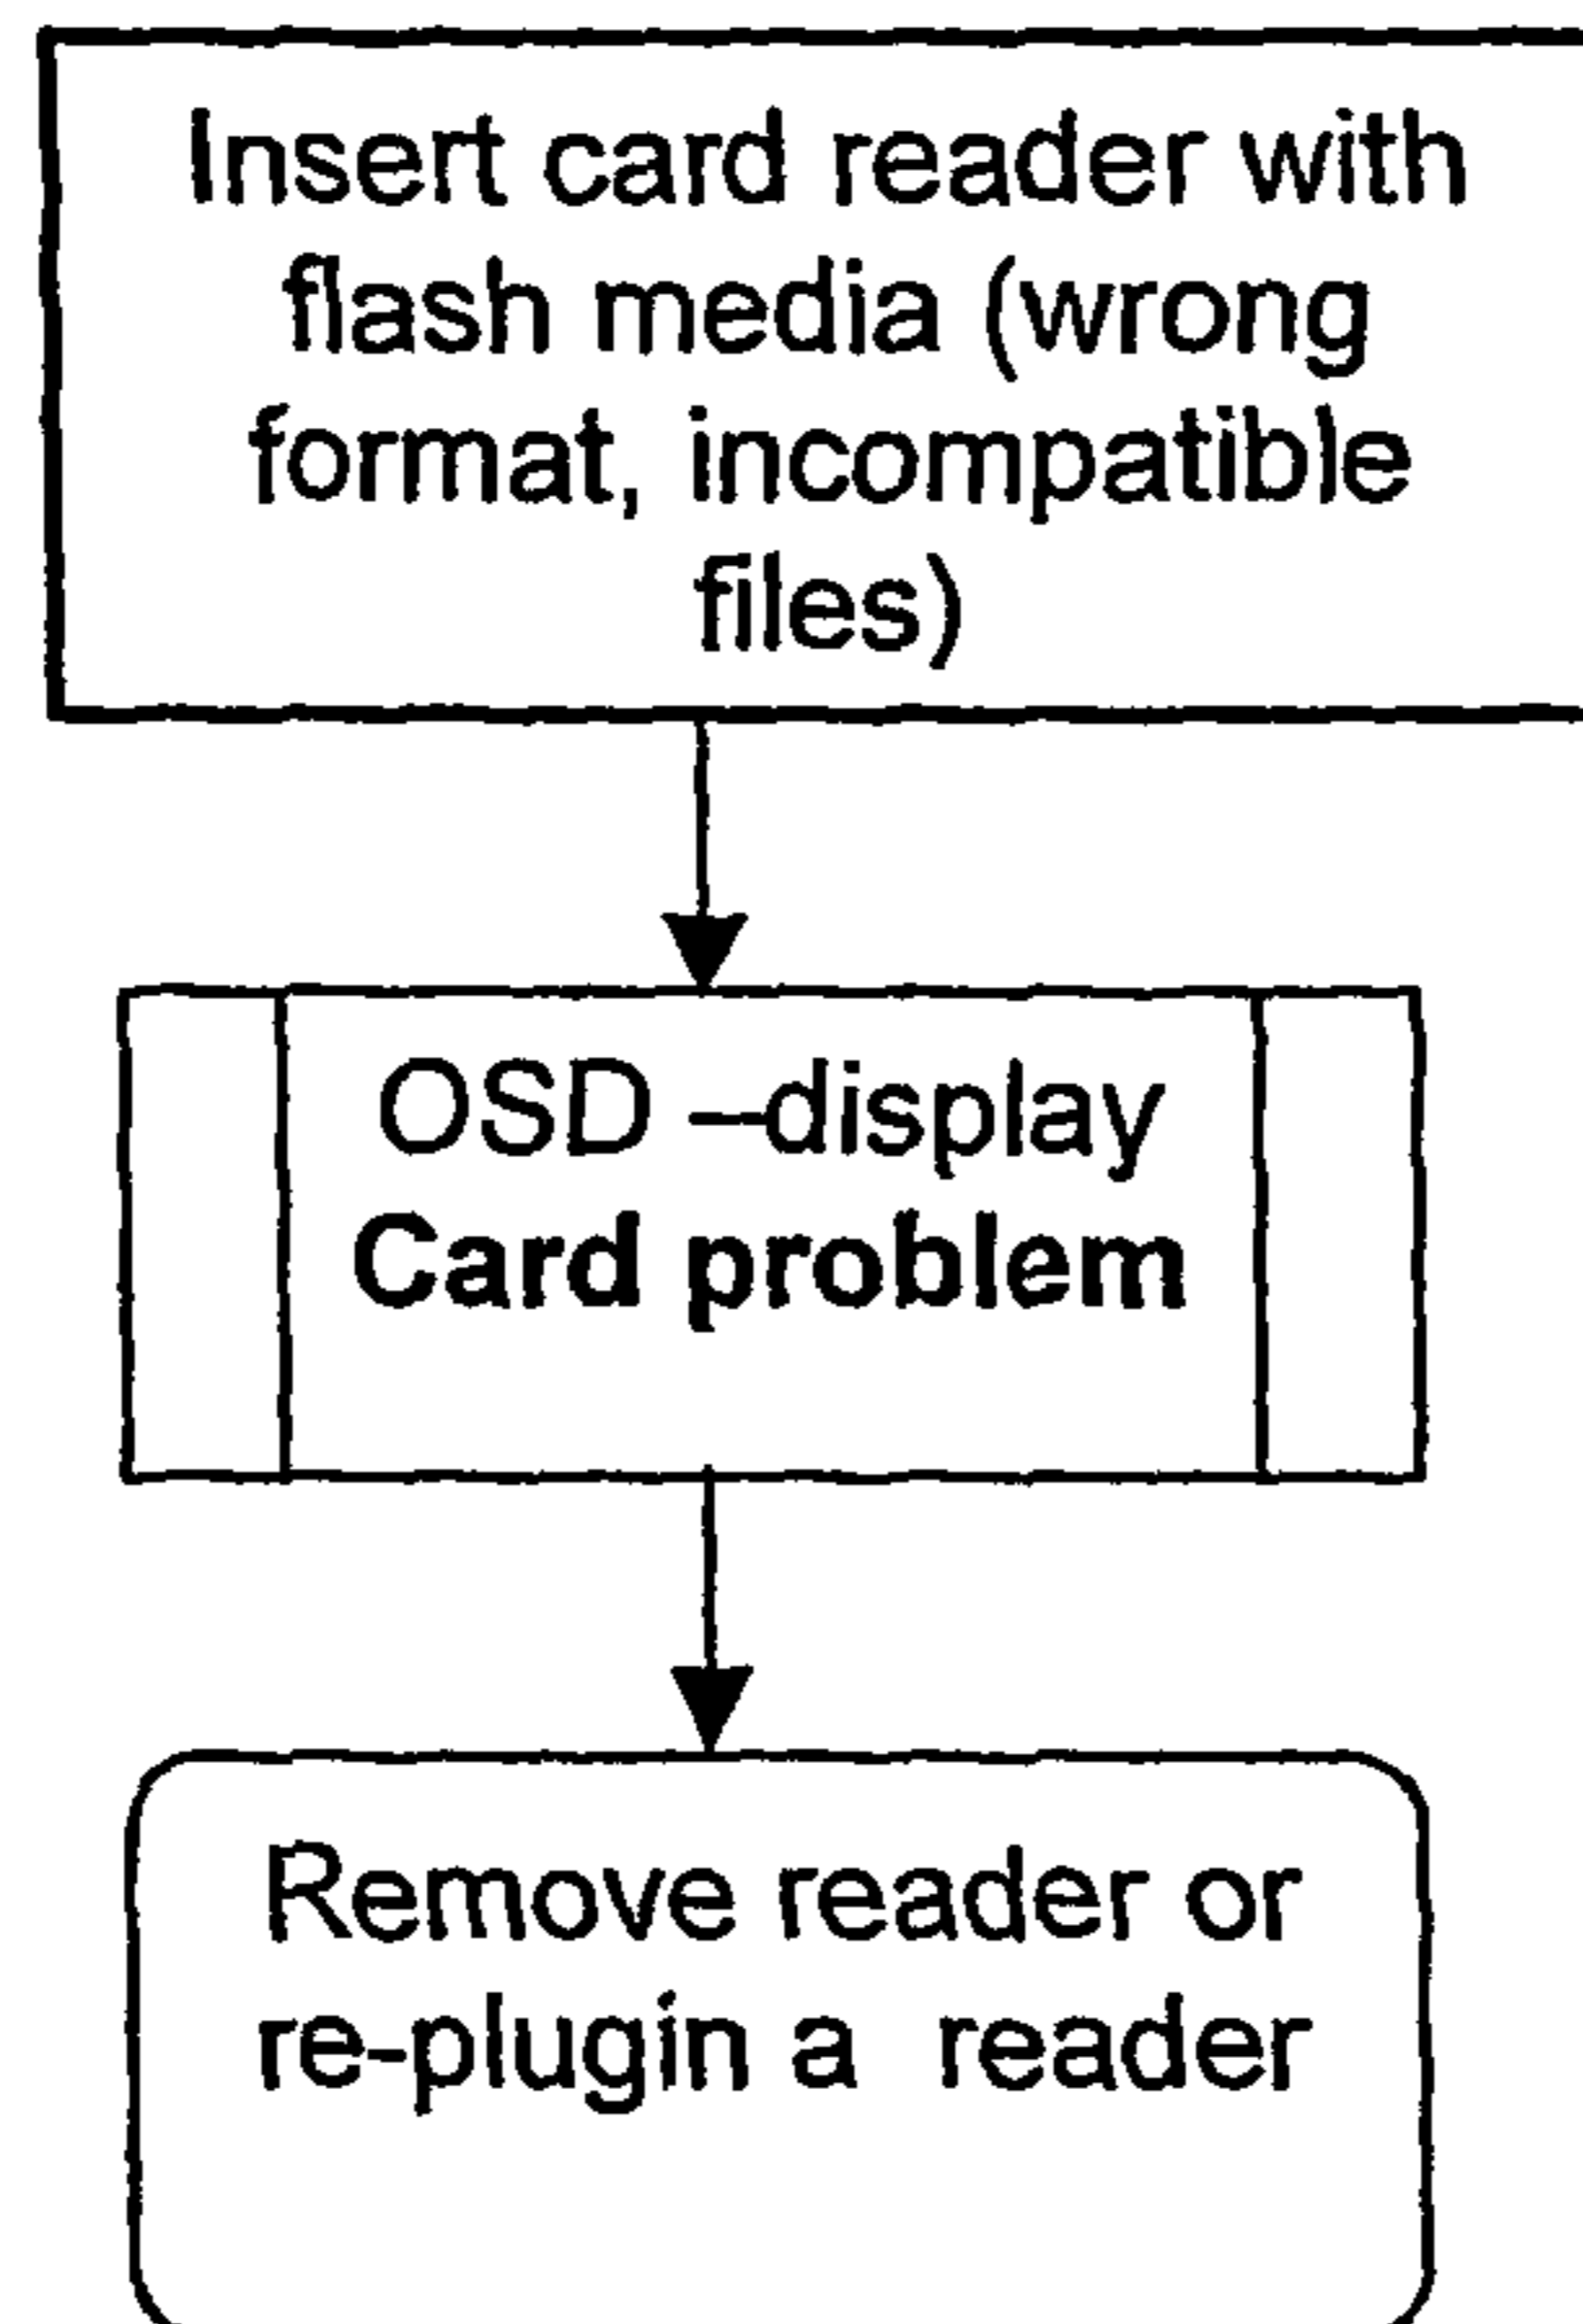 Insert card reader with
flash media (wrong
format, incompatible
files)
OSD –display
Card problem
Remove reader or
re-plugin a reader